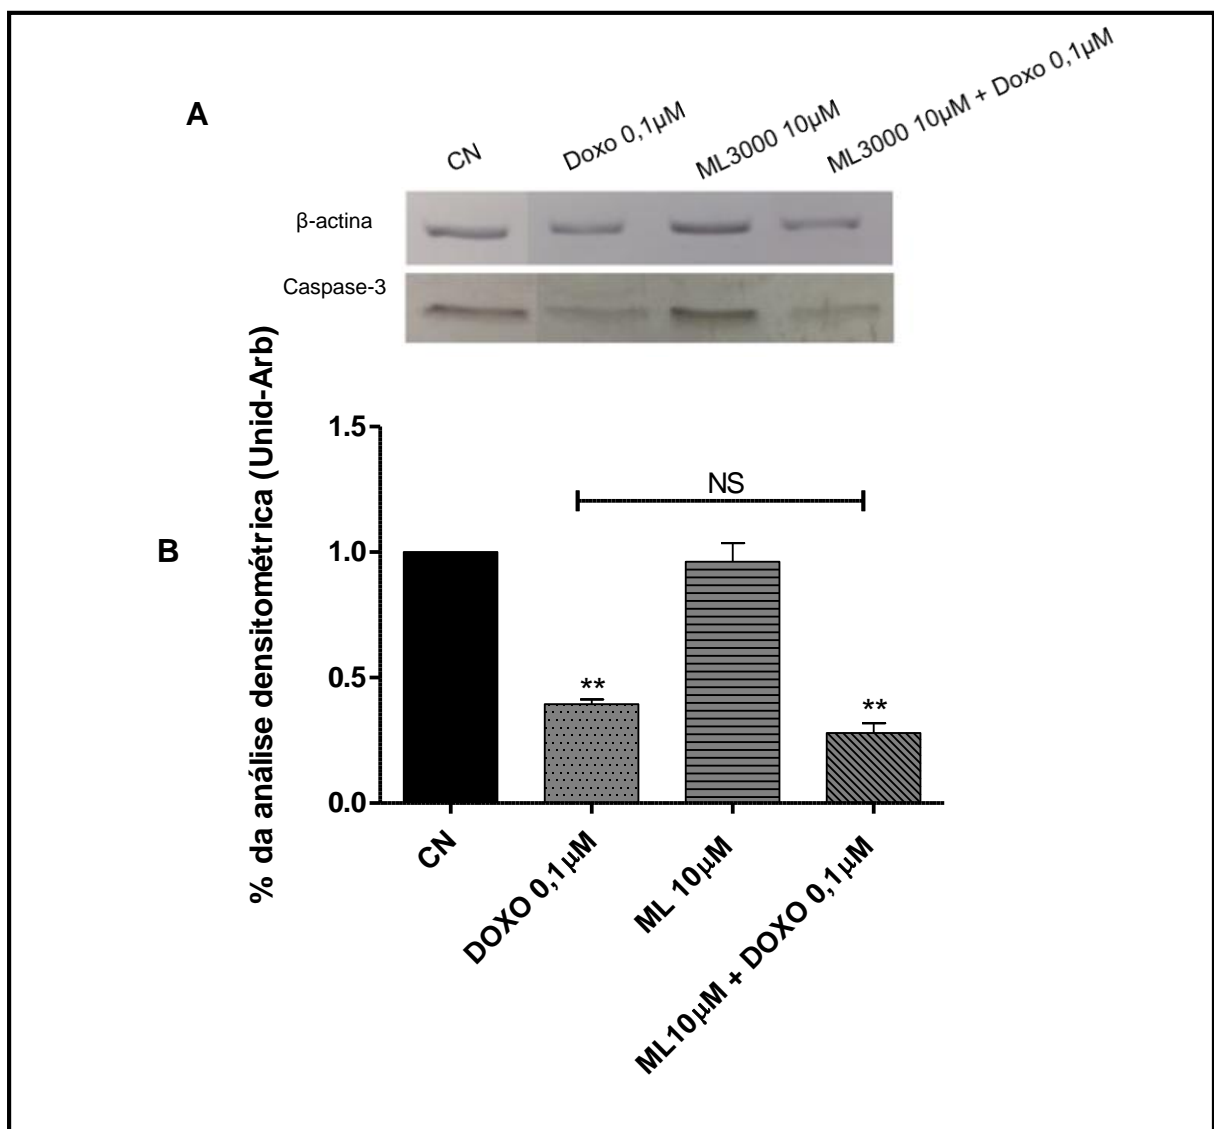 A
CN
Doxo 0,1µM
ML3000 10µM
ML3000 10µM + Doxo 0,1µM
β-actina
Caspase-3
B
% da análise densitométrica (Unid-Arb)
1.5
1.0
0.5
0.0
NS
**
**
CN
DOXO 0,1µM
ML 10µM
ML10µM + DOXO 0,1µM